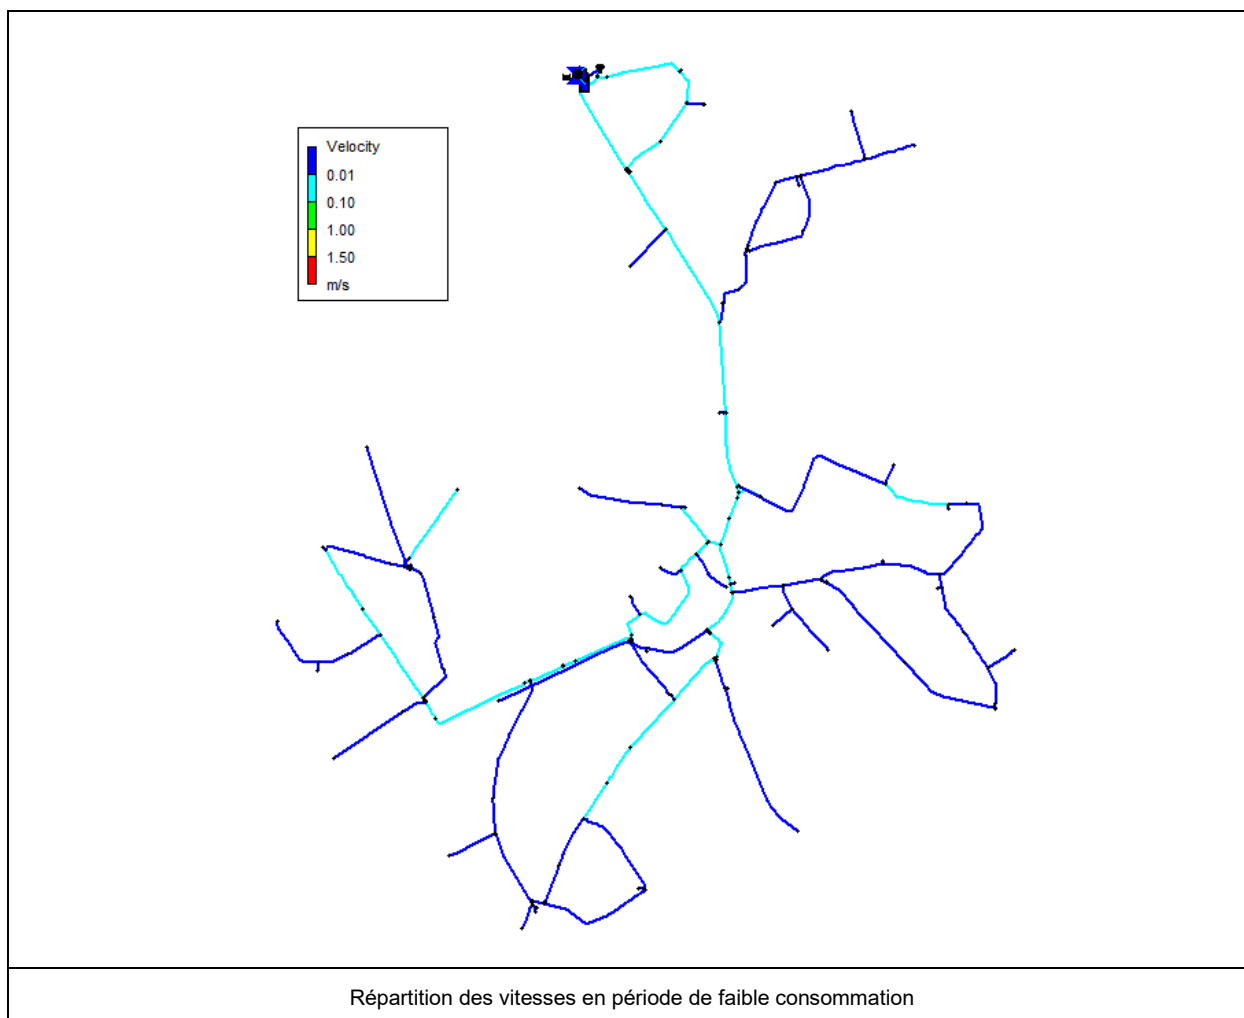 Velocity
0.01
0.10
1.00
1.50
m/s
Répartition des vitesses en période de faible consommation